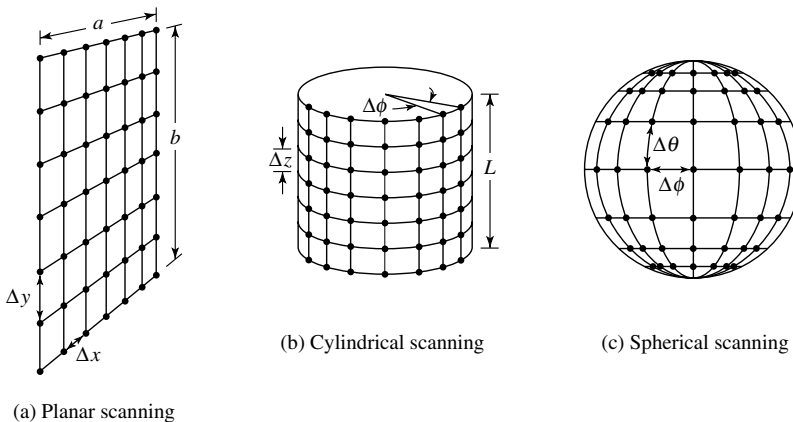 a
b
Δy
Δx
(a) Planar scanning
Δϕ
Δz
L
(b) Cylindrical scanning
Δθ
Δϕ
(c) Spherical scanning